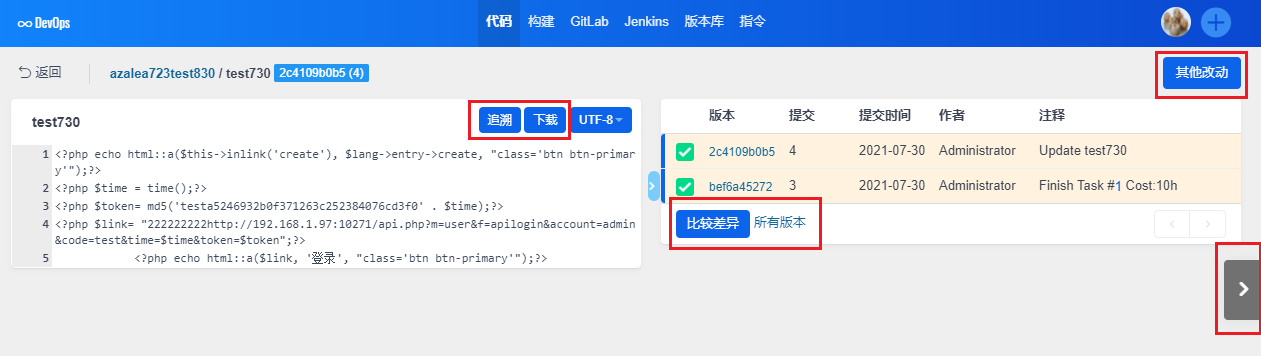 DevOps 代码 构建 GitLab Jenkins 版本库 指令
返回 azalea723test830 / test730 2c4109b0b5 (4) 其他改动
test730 追溯 下载 UTF-8
1 <?php echo html::a($this->inlink('create'), $lang->entry->create, "class='btn btn-primar
y'");?>
2 <?php $time = time();?>
3 <?php $token= md5('testa5246932b0f371263c252384076cd3f0' . $time);?>
4 <?php $link= "222222222http://192.168.1.97:10271/api.php?m=user&f=apilogin&account=admin
&code=test&time=$time&token=$token";?>
5 <?php echo html::a($link, '登录', "class='btn btn-primary'");?>
版本 提交 提交时间 作者 注释
2c4109b0b5 4 2021-07-30 Administrator Update test730
bef6a45272 3 2021-07-30 Administrator Finish Task #1 Cost:10h
比较差异 所有版本